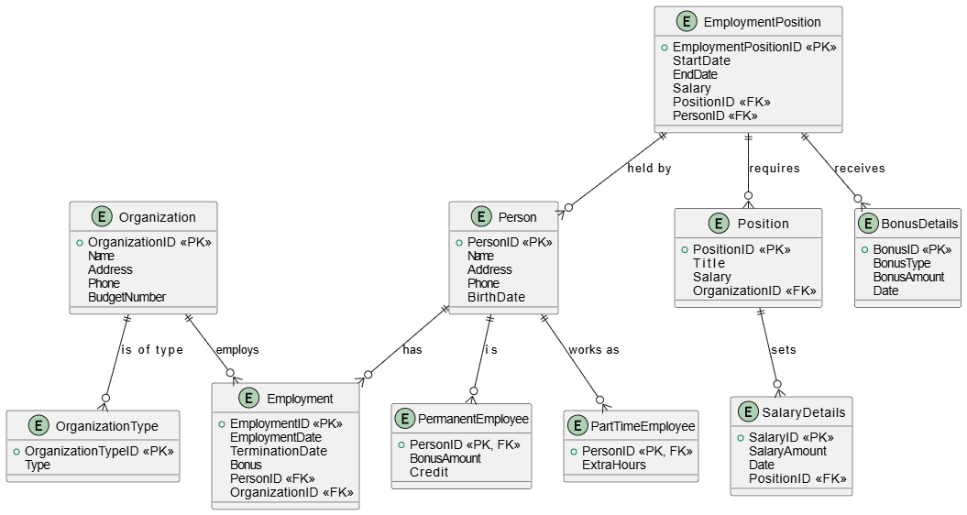 E EmploymentPosition
EmploymentPositionID «PK»
StartDate
EndDate
Salary
PositionID «FK»
PersonID «FK»
held by
requires
receives
E Organization
OrganizationID «PK»
Name
Address
Phone
BudgetNumber
E Person
PersonID «PK»
Name
Address
Phone
BirthDate
E Position
PositionID «PK»
Title
Salary
OrganizationID «FK»
E BonusDetails
BonusID «PK»
BonusType
BonusAmount
Date
is of type
employs
has
is
works as
sets
E OrganizationType
OrganizationTypeID «PK»
Type
E Employment
EmploymentID «PK»
EmploymentDate
TerminationDate
Bonus
PersonID «FK»
OrganizationID «FK»
E PermanentEmployee
PersonID «PK, FK»
BonusAmount
Credit
E PartTimeEmployee
PersonID «PK, FK»
ExtraHours
E SalaryDetails
SalaryID «PK»
SalaryAmount
Date
PositionID «FK»